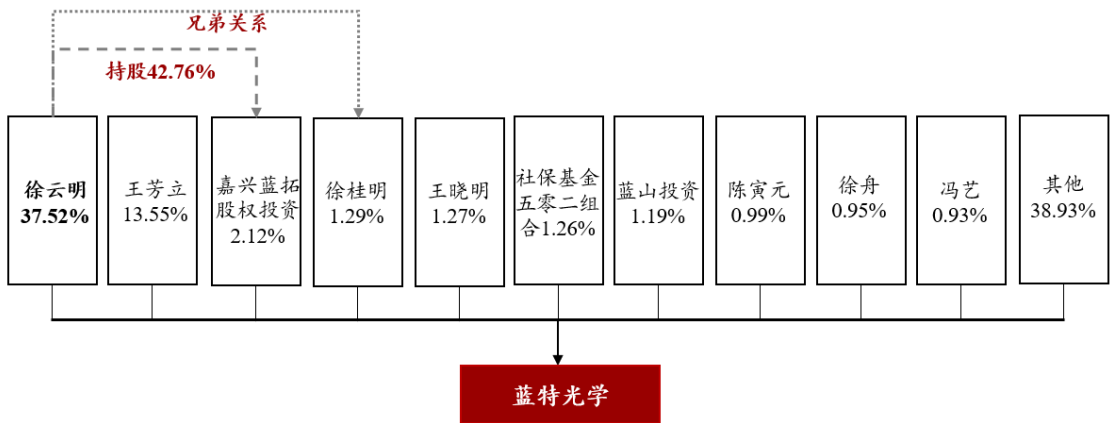 兄弟关系
持股42.76%
徐云明
37.52%
王芳立
13.55%
嘉兴蓝拓
股权投资
2.12%
徐桂明
1.29%
王晓明
1.27%
社保基金
五零二组
合1.26%
蓝山投资
1.19%
陈寅元
0.99%
徐舟
0.95%
冯艺
0.93%
其他
38.93%
蓝特光学